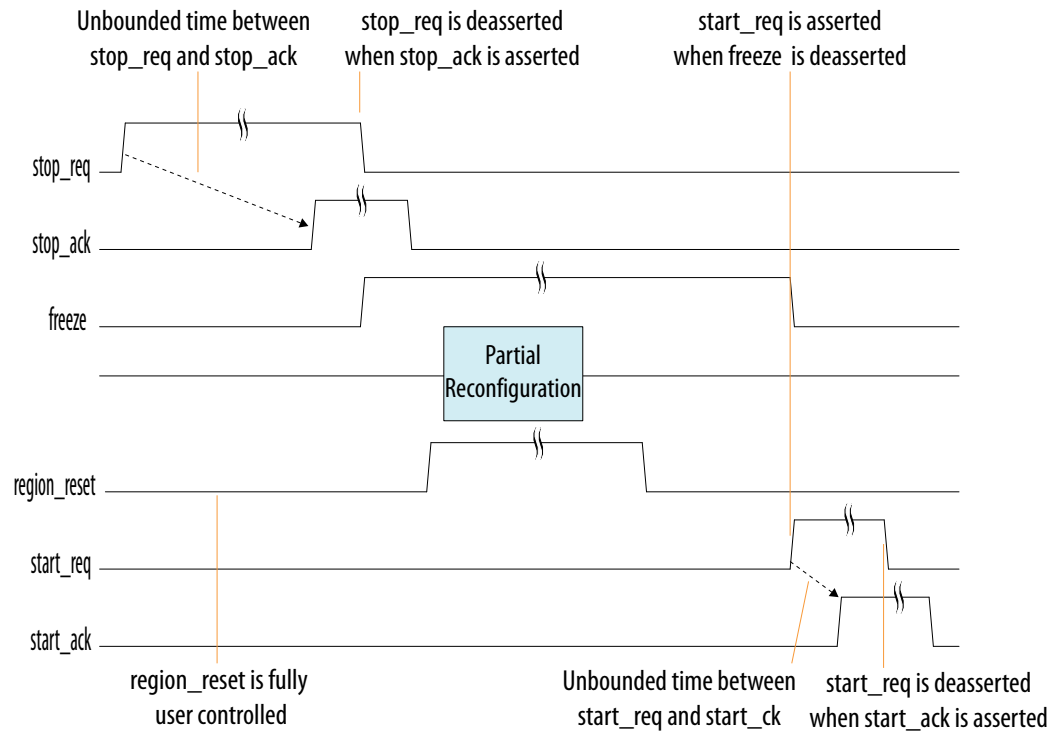 Unbounded time between
stop_req and stop_ack
stop_req is deasserted
when stop_ack is asserted
start_req is asserted
when freeze is deasserted
stop_req
stop_ack
freeze
Partial
Reconfiguration
region_reset
start_req
start_ack
region_reset is fully
user controlled
Unbounded time between
start_req and start_ck
start_req is deasserted
when start_ack is asserted